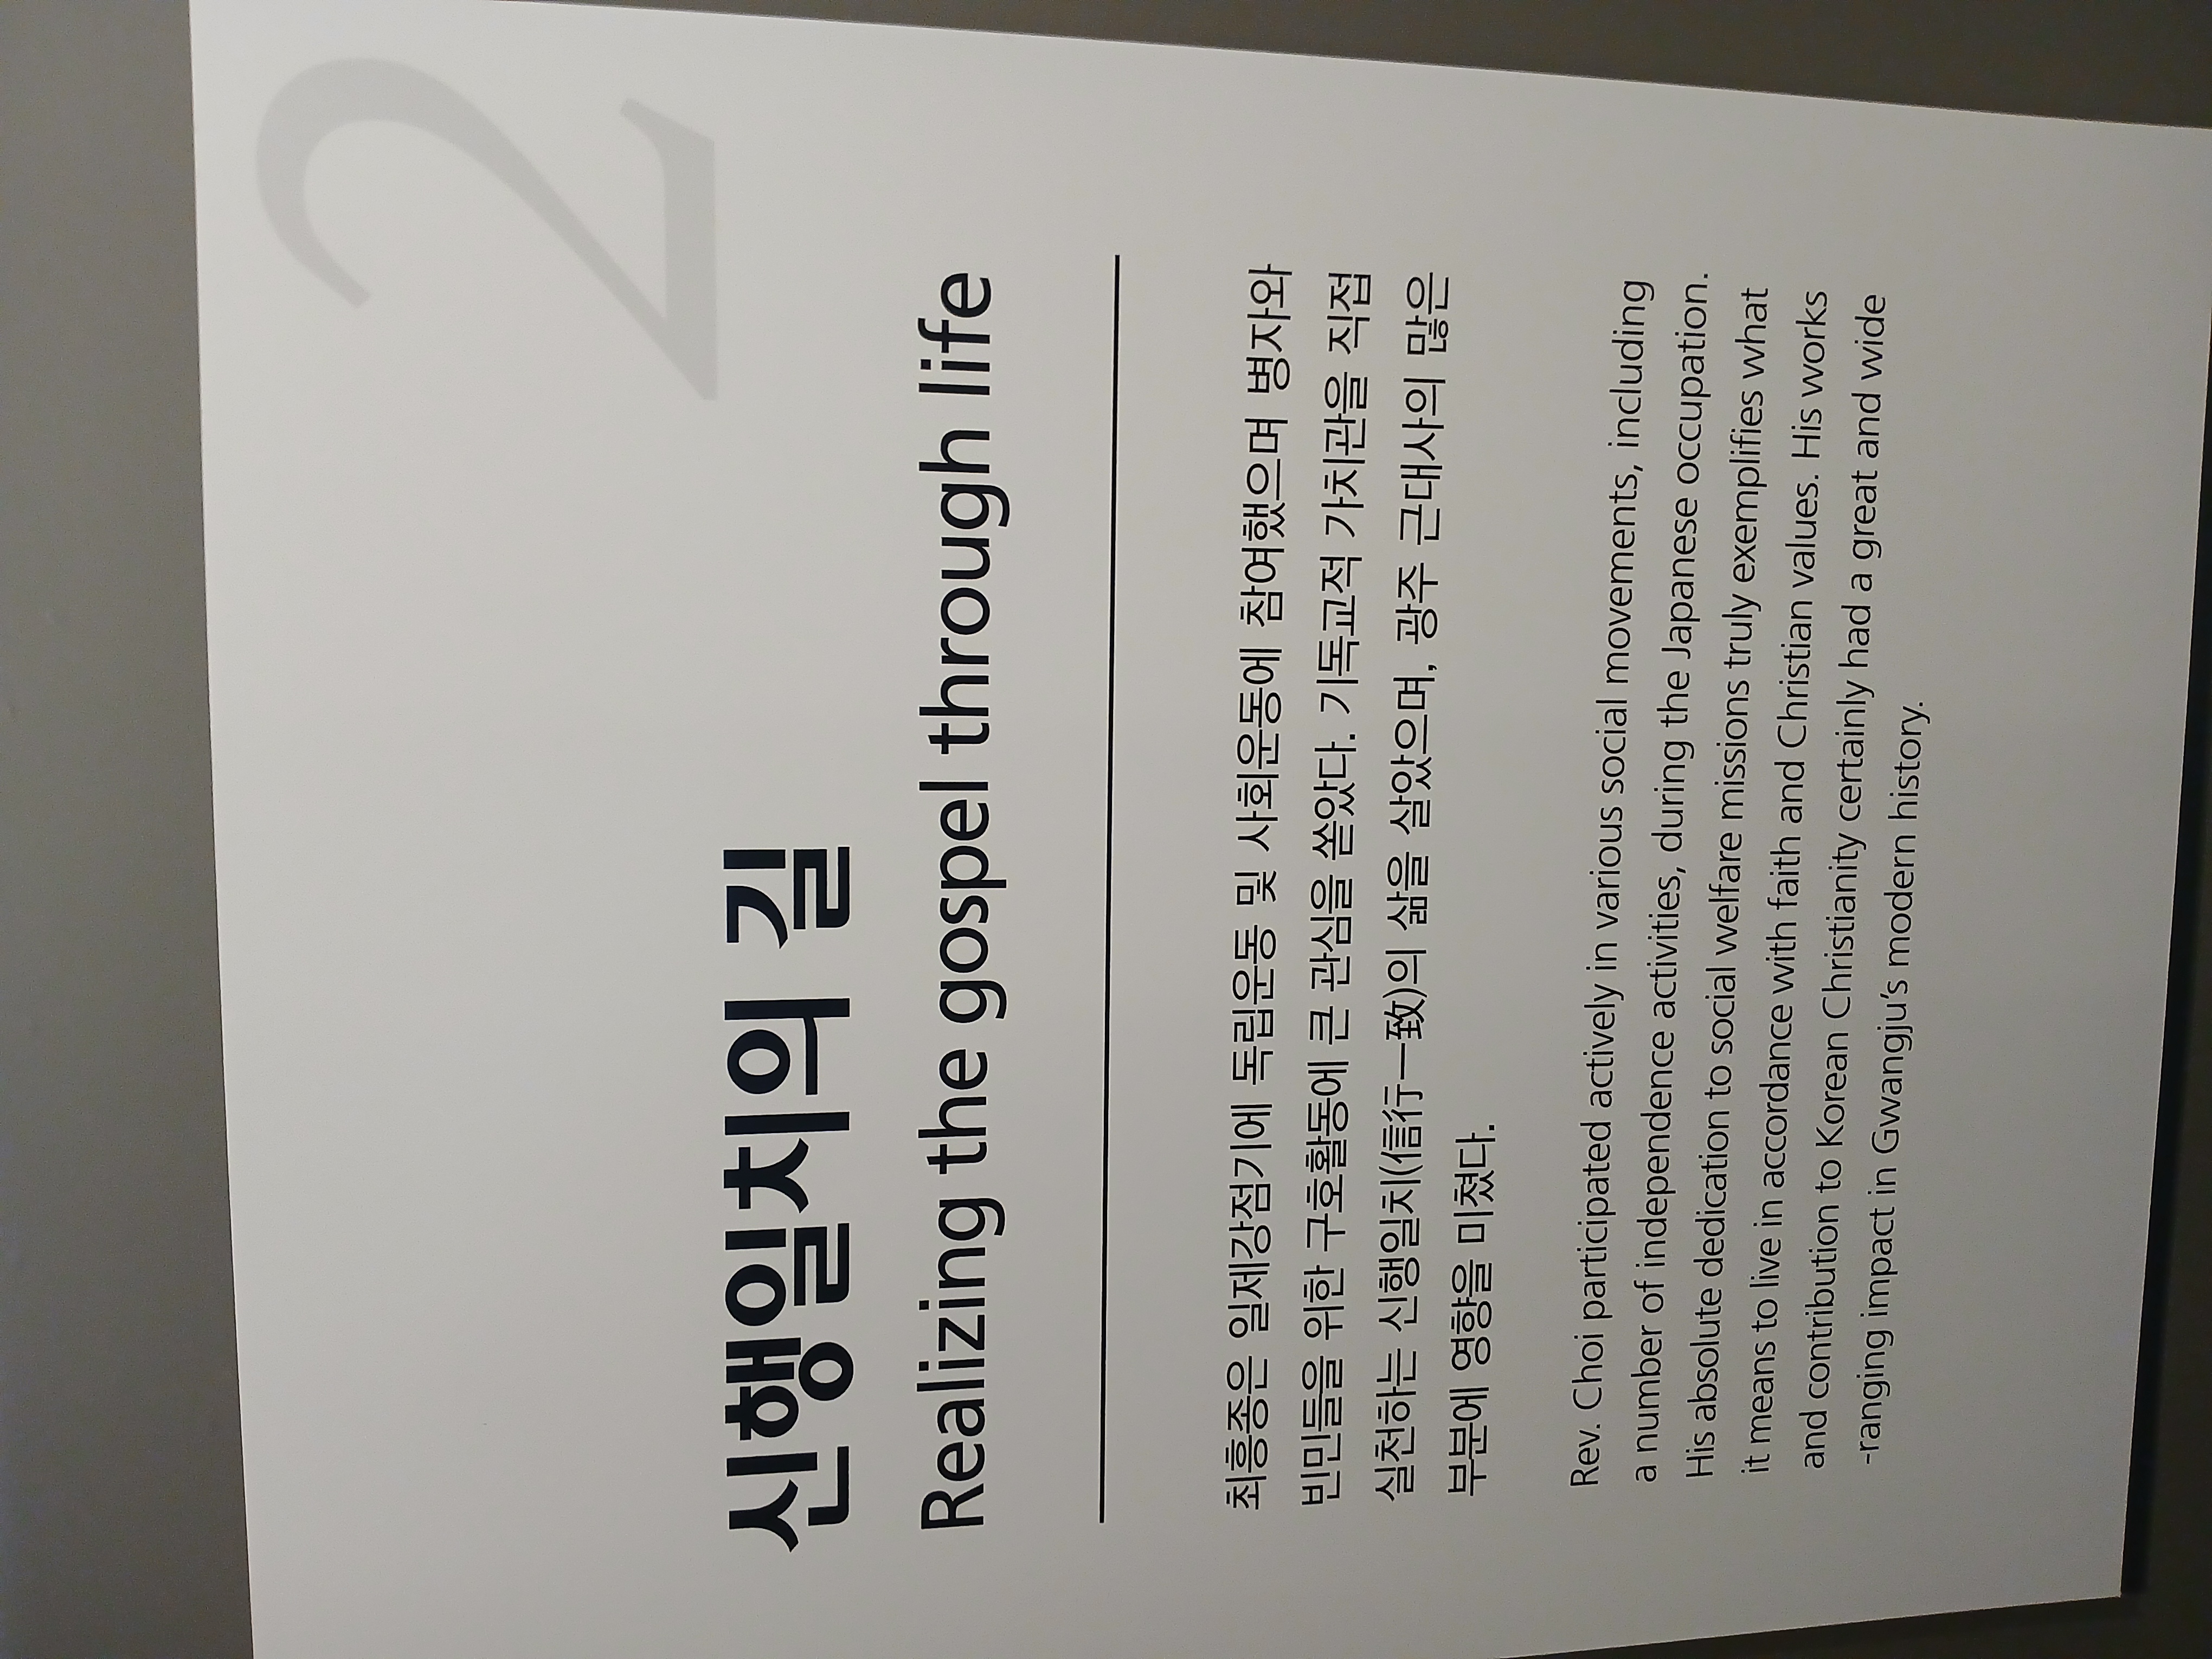 2
신행일치의 길
Realizing the gospel through life
최흥종은 일제강점기에 독립운동 및 사회운동에 참여했으며 병자와
빈민들을 위한 구호활동에 큰 관심을 쏟았다. 기독교적 가치관을 직접
실천하는 신행일치(信行一致)의 삶을 살았으며, 광주 근대사의 많은
부분에 영향을 미쳤다.
Rev. Choi participated actively in various social movements, including
a number of independence activities, during the Japanese occupation.
His absolute dedication to social welfare missions truly exemplifies what
it means to live in accordance with faith and Christian values. His works
and contribution to Korean Christianity certainly had a great and wide
-ranging impact in Gwangju's modern history.